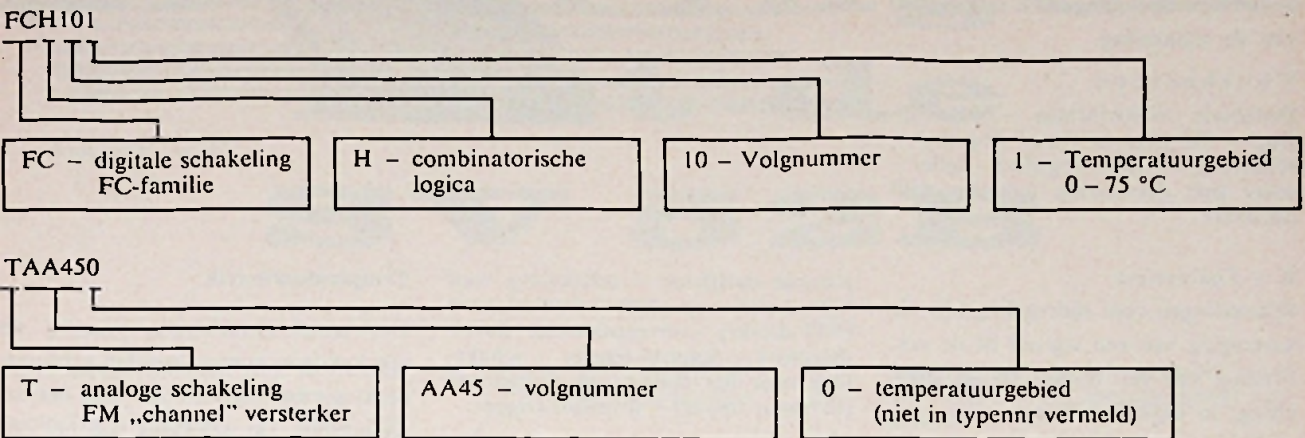 FCH101
FC – digitale schakeling
FC-familie
H – combinatorische
logica
10 – Volgnummer
1 – Temperatuurgebied
0 – 75 °C
TAA450
T – analoge schakeling
FM „channel” versterker
AA45 – volgnummer
0 – temperatuurgebied
(niet in typennr vermeld)